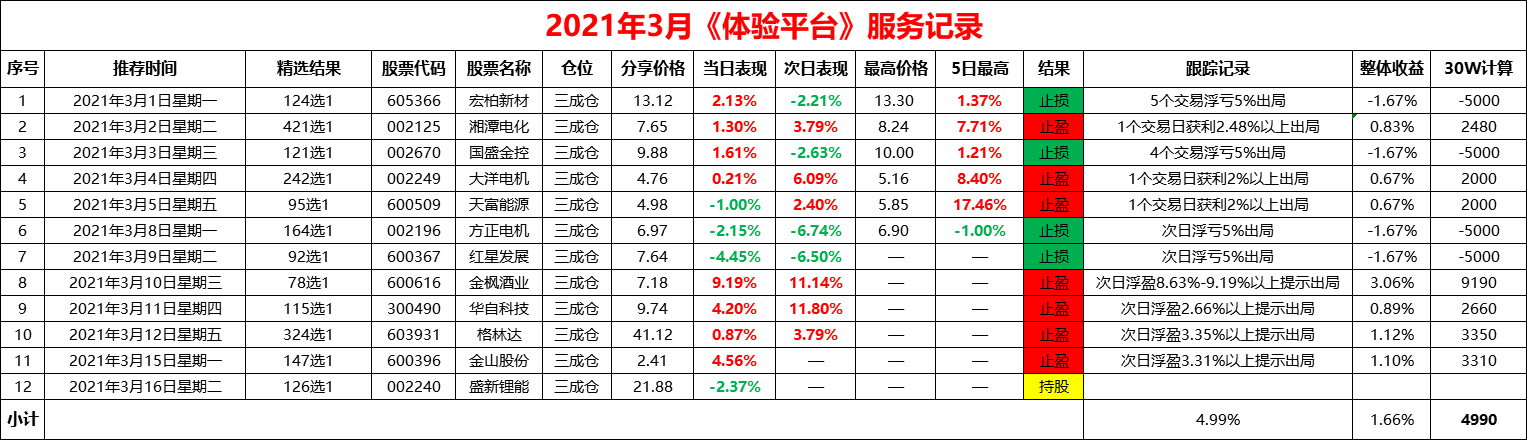 2021年3月《体验平台》服务记录
序号 推荐时间 精选结果 股票代码 股票名称 仓位 分享价格 当日表现 次日表现 最高价格 5日最高 结果 跟踪记录 整体收益 30W计算
1 2021年3月1日星期一 124选1 605366 宏柏新材 三成仓 13.12 2.13% -2.21% 13.30 1.37% 止损 5个交易浮亏5%出局 -1.67% -5000
2 2021年3月2日星期二 421选1 002125 湘潭电化 三成仓 7.65 1.30% 3.79% 8.24 7.71% 止盈 1个交易日获利2.48%以上出局 0.83% 2480
3 2021年3月3日星期三 121选1 002670 国盛金控 三成仓 9.88 1.61% -2.63% 10.00 1.21% 止损 4个交易浮亏5%出局 -1.67% -5000
4 2021年3月4日星期四 242选1 002249 大洋电机 三成仓 4.76 0.21% 6.09% 5.16 8.40% 止盈 1个交易日获利2%以上出局 0.67% 2000
5 2021年3月5日星期五 95选1 600509 天富能源 三成仓 4.98 -1.00% 2.40% 5.85 17.46% 止盈 1个交易日获利2%以上出局 0.67% 2000
6 2021年3月8日星期一 164选1 002196 方正电机 三成仓 6.97 -2.15% -6.74% 6.90 -1.00% 止损 次日浮亏5%出局 -1.67% -5000
7 2021年3月9日星期二 92选1 600367 红星发展 三成仓 7.64 -4.45% -6.50% — — 止损 次日浮亏5%出局 -1.67% -5000
8 2021年3月10日星期三 78选1 600616 金枫酒业 三成仓 7.18 9.19% 11.14% — — 止盈 次日浮盈8.63%-9.19%以上提示出局 3.06% 9190
9 2021年3月11日星期四 115选1 300490 华自科技 三成仓 9.74 4.20% 11.80% — — 止盈 次日浮盈2.66%以上提示出局 0.89% 2660
10 2021年3月12日星期五 324选1 603931 格林达 三成仓 41.12 0.87% 3.79% — — 止盈 次日浮盈3.35%以上提示出局 1.12% 3350
11 2021年3月15日星期一 147选1 600396 金山股份 三成仓 2.41 4.56% — — — 止盈 次日浮盈3.31%以上提示出局 1.10% 3310
12 2021年3月16日星期二 126选1 002240 盛新锂能 三成仓 21.88 -2.37% — — — 持股
小计 4.99% 1.66% 4990